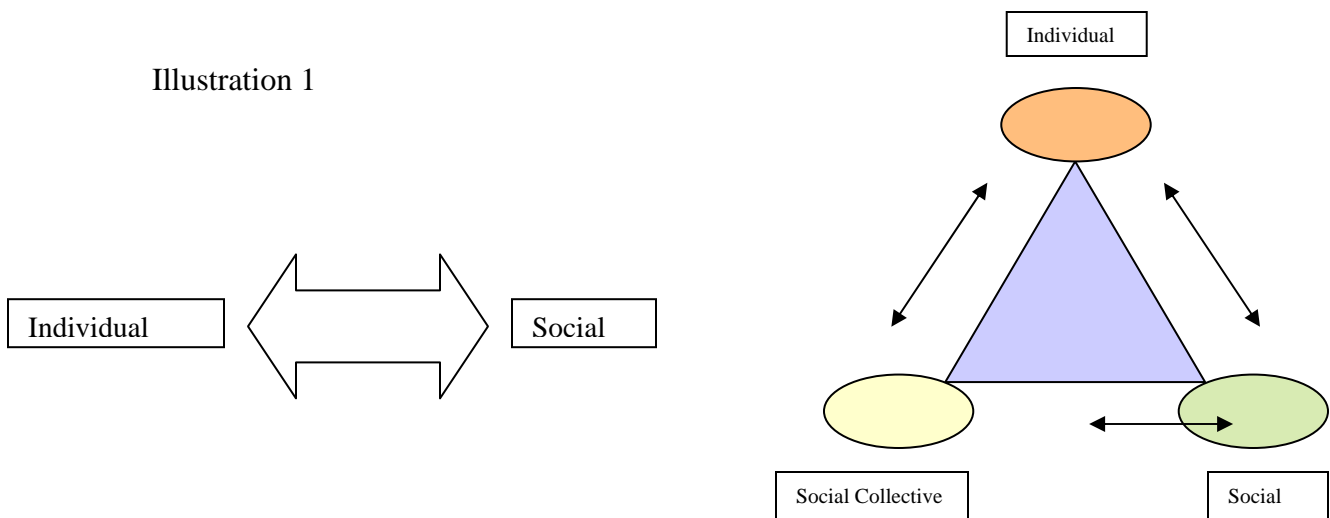 Illustration 1
Individual
Social
Individual
Social Collective
Social